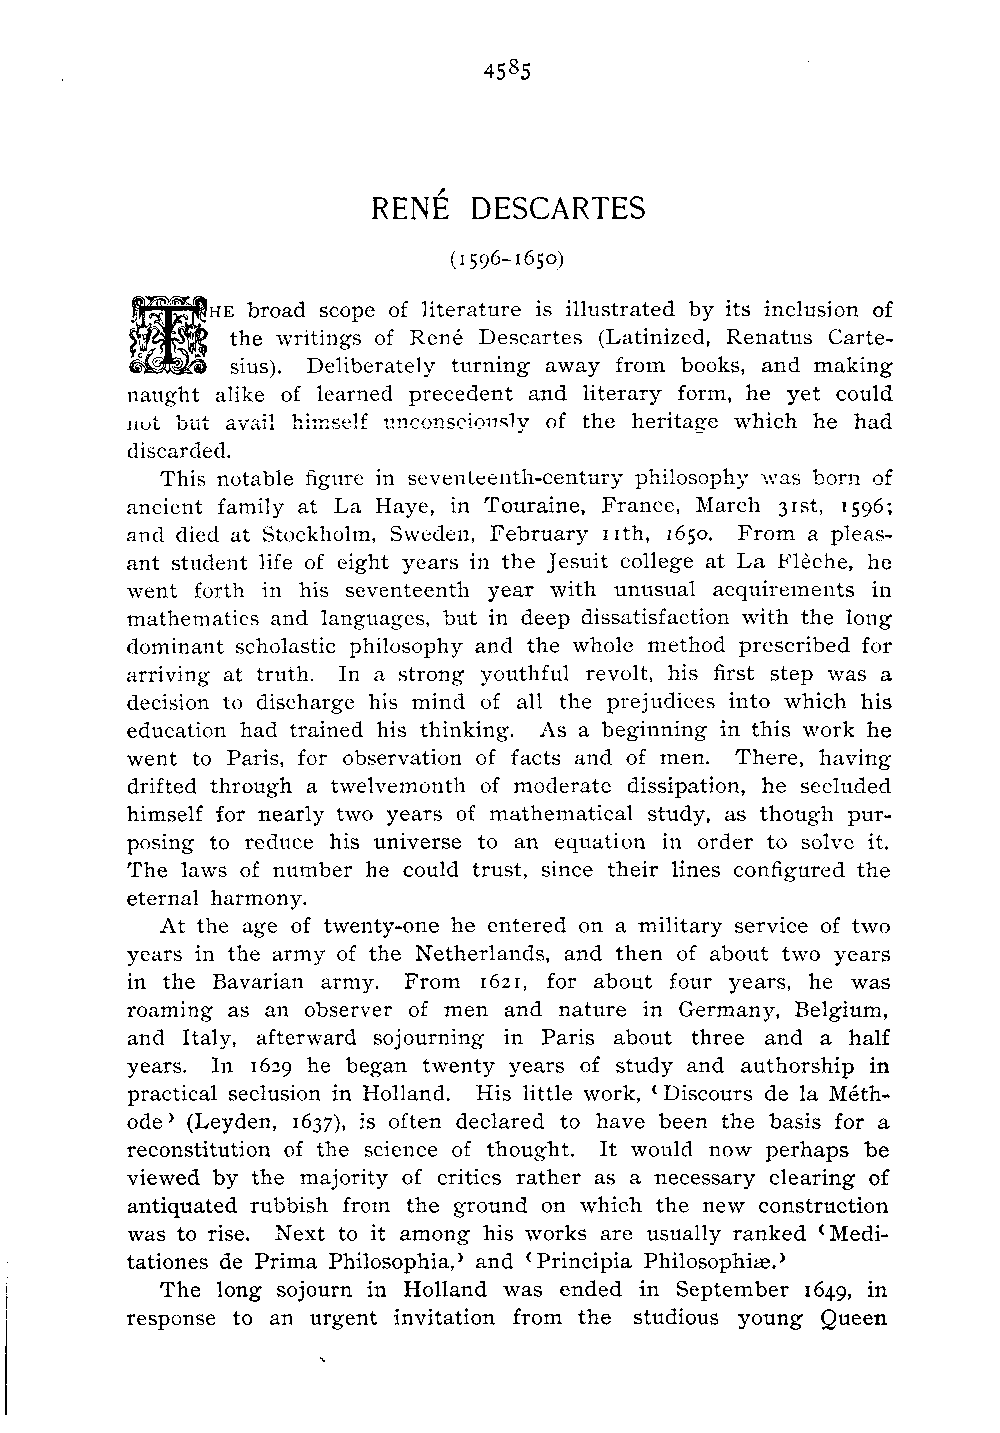 4585
RENÉ DESCARTES
(1596-1650)
THE broad scope of literature is illustrated by its inclusion of
the writings of René Descartes (Latinized, Renatus Carte-
sius). Deliberately turning away from books, and making
naught alike of learned precedent and literary form, he yet could
not but avail himself unconsciously of the heritage which he had
discarded.
This notable figure in seventeenth-century philosophy was born of
ancient family at La Haye, in Touraine, France, March 31st, 1596;
and died at Stockholm, Sweden, February 11th, 1650. From a pleas-
ant student life of eight years in the Jesuit college at La Flèche, he
went forth in his seventeenth year with unusual acquirements in
mathematics and languages, but in deep dissatisfaction with the long
dominant scholastic philosophy and the whole method prescribed for
arriving at truth. In a strong youthful revolt, his first step was a
decision to discharge his mind of all the prejudices into which his
education had trained his thinking. As a beginning in this work he
went to Paris, for observation of facts and of men. There, having
drifted through a twelvemonth of moderate dissipation, he secluded
himself for nearly two years of mathematical study, as though pur-
posing to reduce his universe to an equation in order to solve it.
The laws of number he could trust, since their lines configured the
eternal harmony.
At the age of twenty-one he entered on a military service of two
years in the army of the Netherlands, and then of about two years
in the Bavarian army. From 1621, for about four years, he was
roaming as an observer of men and nature in Germany, Belgium,
and Italy, afterward sojourning in Paris about three and a half
years. In 1629 he began twenty years of study and authorship in
practical seclusion in Holland. His little work, ‘Discours de la Méth-
ode’ (Leyden, 1637), is often declared to have been the basis for a
reconstitution of the science of thought. It would now perhaps be
viewed by the majority of critics rather as a necessary clearing of
antiquated rubbish from the ground on which the new construction
was to rise. Next to it among his works are usually ranked ‘Medi-
tationes de Prima Philosophia,’ and ‘Principia Philosophiæ.’
The long sojourn in Holland was ended in September 1649, in
response to an urgent invitation from the studious young Queen